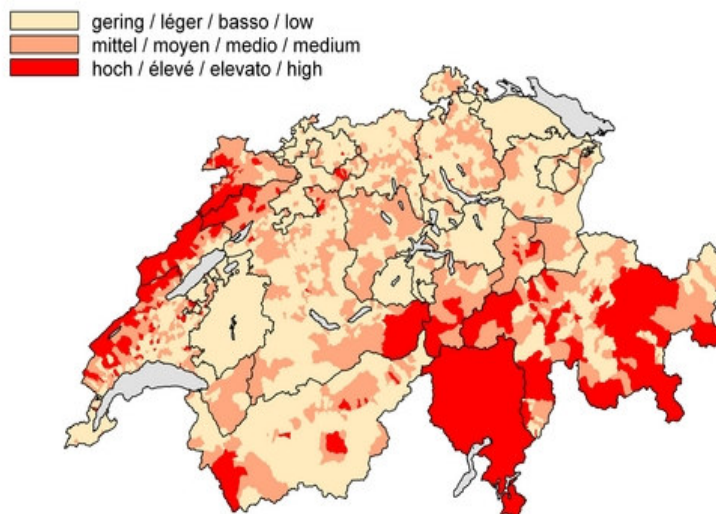 gering / léger / basso / low
mittel / moyen / medio / medium
hoch / élevé / elevato / high